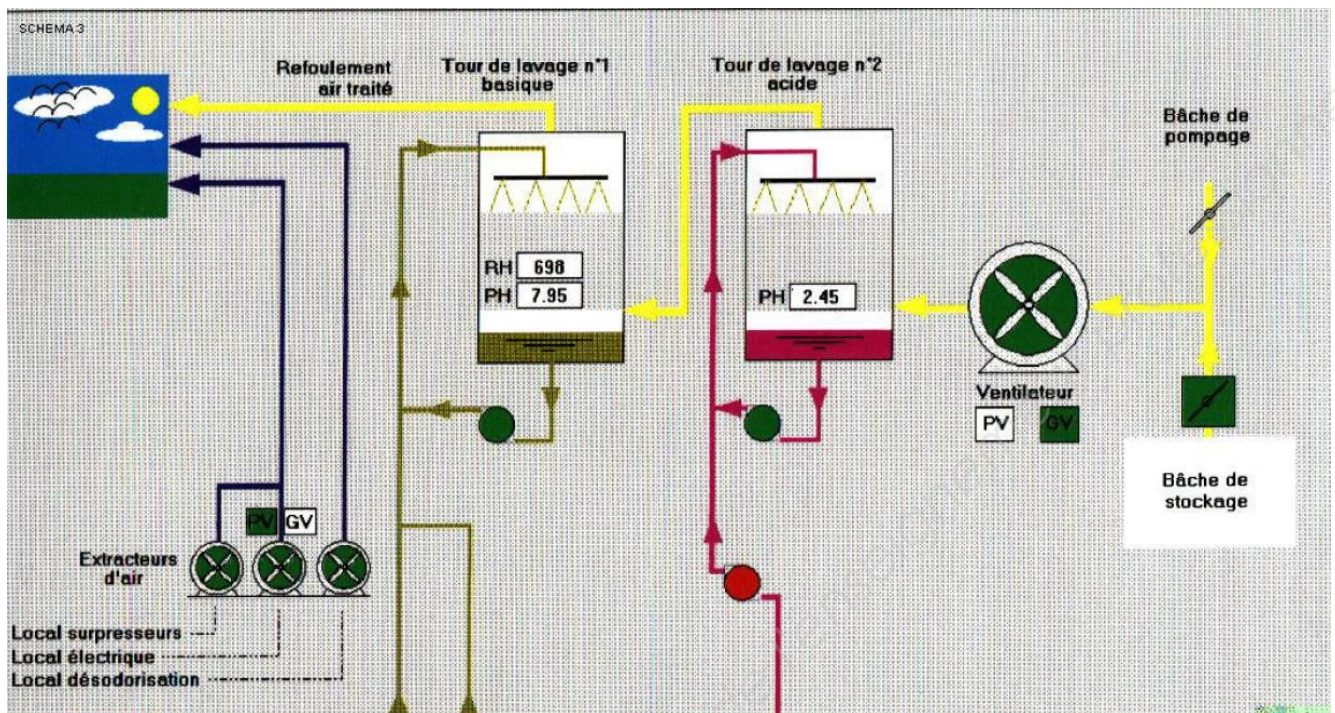 SCHEMA 3
Refoulement
air traité
Tour de lavage n°1
basique
Tour de lavage n°2
acide
Bâche de
pompage
RH 698
PH 7.95
PH 2.45
Ventilateur
PV GV
Bâche de
stockage
PV GV
Extracteurs
d'air
Local surpresseurs
Local électrique
Local désodorisation